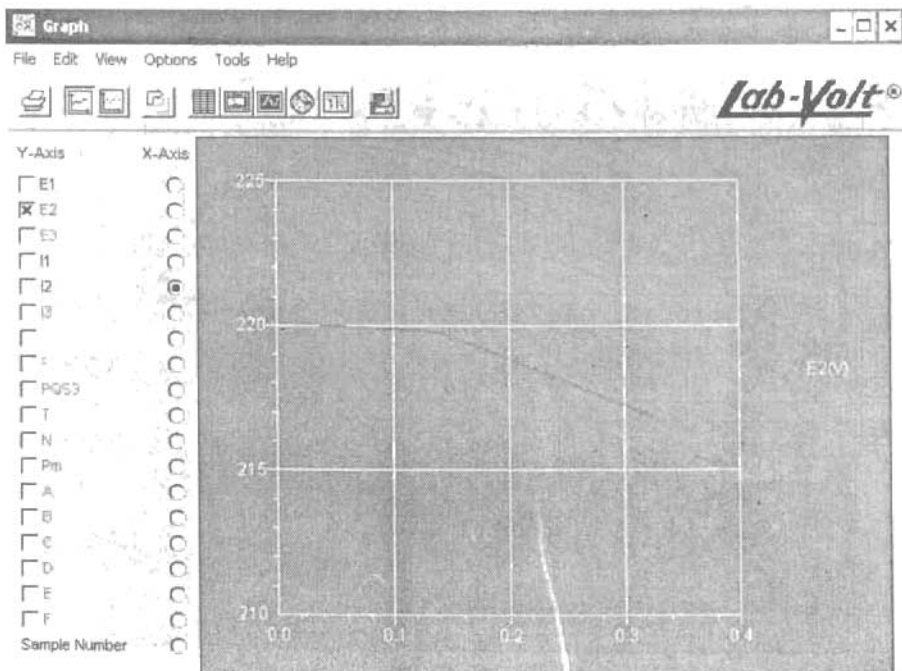 Graph
File Edit View Options Tools Help
Lab-Volt®
Y-Axis X-Axis
E1
E2
E3
I1
I2
I3
PQS3
T
N
Pm
A
B
C
D
E
F
Sample Number
225
220
215
210
0.0 0.1 0.2 0.3 0.4
E2(V)